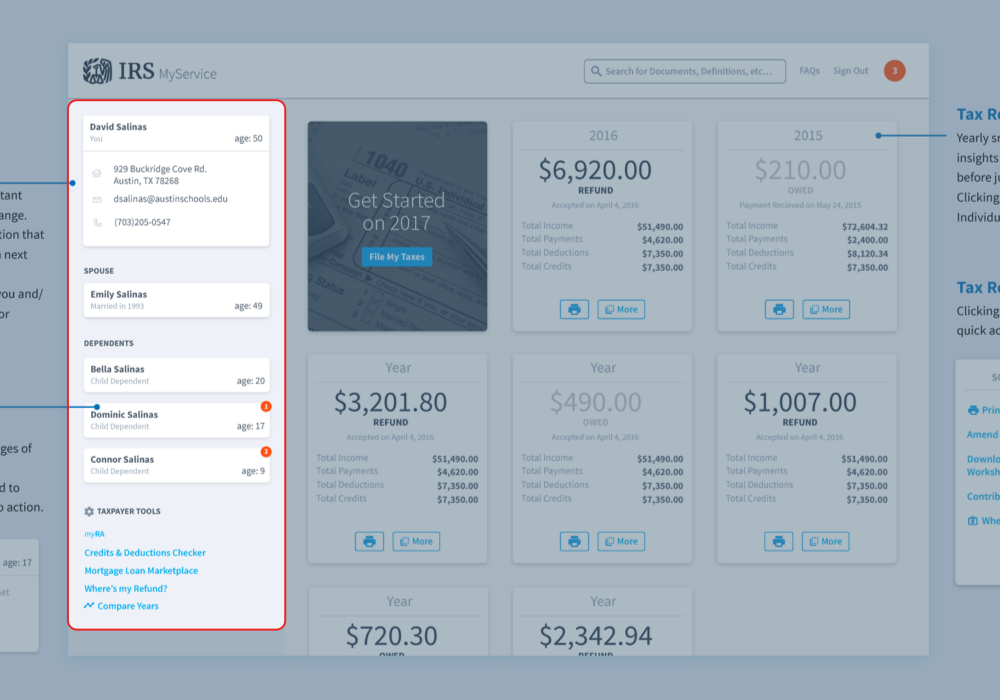 IRS MyService
Search for Documents, Definitions, etc...
FAQs
Sign Out
3
tant
ange.
tion that
next
you and/
or
ges of
d to
o action.
age: 17
et
David Salinas
You
age: 50
929 Buckridge Cove Rd.
Austin, TX 78268
dsalinas@austinschools.edu
(703)205-0547
SPOUSE
Emily Salinas
Married in 1993
age: 49
DEPENDENTS
Bella Salinas
Child Dependent
age: 20
1
Dominic Salinas
Child Dependent
age: 17
2
Connor Salinas
Child Dependent
age: 9
TAXPAYER TOOLS
myRA
Credits & Deductions Checker
Mortgage Loan Marketplace
Where's my Refund?
Compare Years
1040
Label
U.S. Individual
Status
Get Started
on 2017
File My Taxes
2016
$6,920.00
REFUND
Accepted on April 4, 2016
Total Income $51,490.00
Total Payments $4,620.00
Total Deductions $7,350.00
Total Credits $7,350.00
More
2015
$210.00
OWED
Payment Recieved on May 24, 2015
Total Income $72,604.32
Total Payments $2,400.00
Total Deductions $8,120.34
Total Credits $7,350.00
More
Year
$3,201.80
REFUND
Accepted on April 4, 2016
Total Income $51,490.00
Total Payments $4,620.00
Total Deductions $7,350.00
Total Credits $7,350.00
More
Year
$490.00
OWED
Accepted on April 4, 2016
Total Income $51,490.00
Total Payments $4,620.00
Total Deductions $7,350.00
Total Credits $7,350.00
More
Year
$1,007.00
REFUND
Accepted on April 4, 2016
Total Income $51,490.00
Total Payments $4,620.00
Total Deductions $7,350.00
Total Credits $7,350.00
More
Year
$720.30
OWED
Year
$2,342.94
REFUND
Tax Re
Yearly sn
insights
before ju
Clicking
Individu
Tax Re
Clicking
quick ac
Prin
Amend
Downlo
Worksh
Contrib
Whe